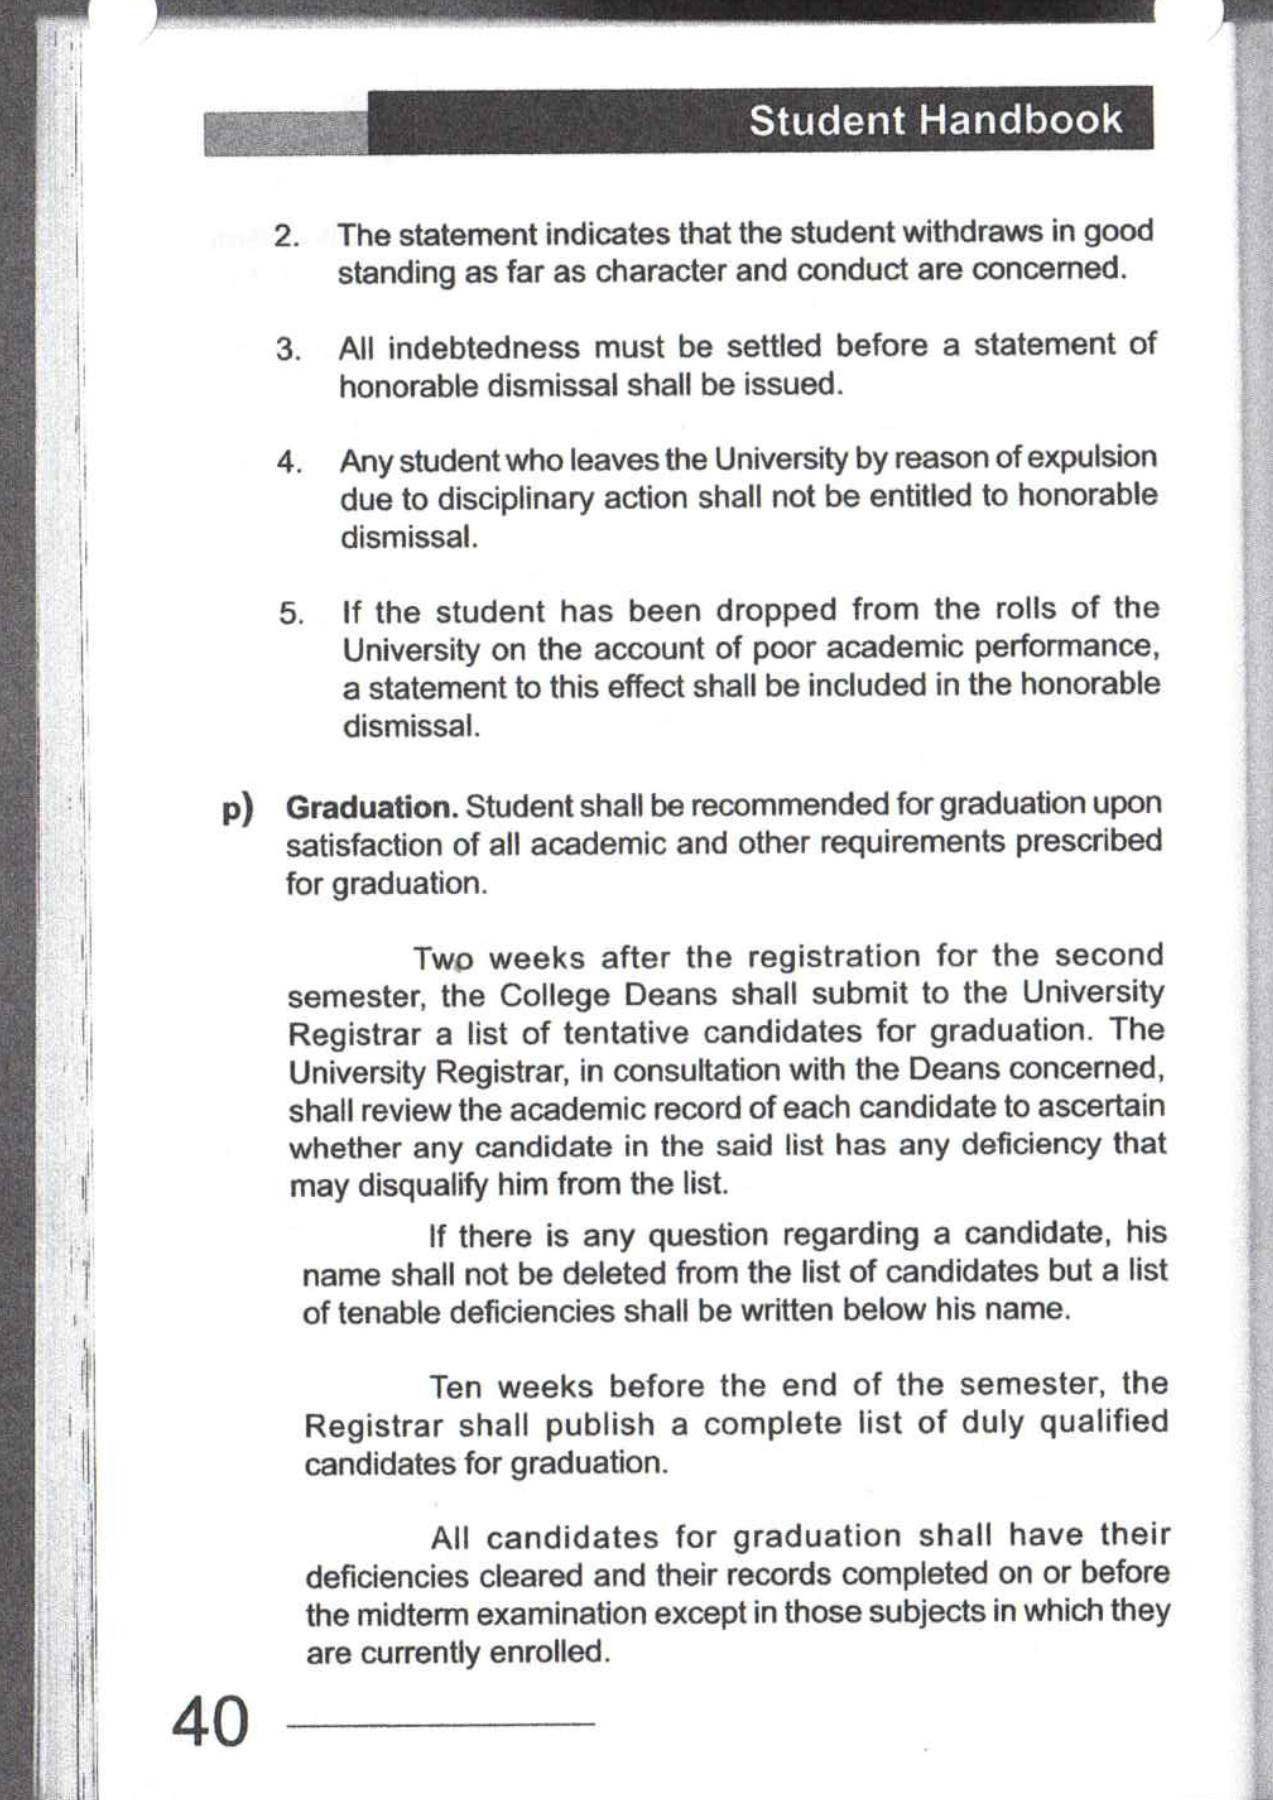 Student Handbook
2. The statement indicates that the student withdraws in good
standing as far as character and conduct are concerned.
3. All indebtedness must be settled before a statement of
honorable dismissal shall be issued.
4. Any student who leaves the University by reason of expulsion
due to disciplinary action shall not be entitled to honorable
dismissal.
5. If the student has been dropped from the rolls of the
University on the account of poor academic performance,
a statement to this effect shall be included in the honorable
dismissal.
p) Graduation. Student shall be recommended for graduation upon
satisfaction of all academic and other requirements prescribed
for graduation.
Two weeks after the registration for the second
semester, the College Deans shall submit to the University
Registrar a list of tentative candidates for graduation. The
University Registrar, in consultation with the Deans concerned,
shall review the academic record of each candidate to ascertain
whether any candidate in the said list has any deficiency that
may disqualify him from the list.
If there is any question regarding a candidate, his
name shall not be deleted from the list of candidates but a list
of tenable deficiencies shall be written below his name.
Ten weeks before the end of the semester, the
Registrar shall publish a complete list of duly qualified
candidates for graduation.
All candidates for graduation shall have their
deficiencies cleared and their records completed on or before
the midterm examination except in those subjects in which they
are currently enrolled.
40